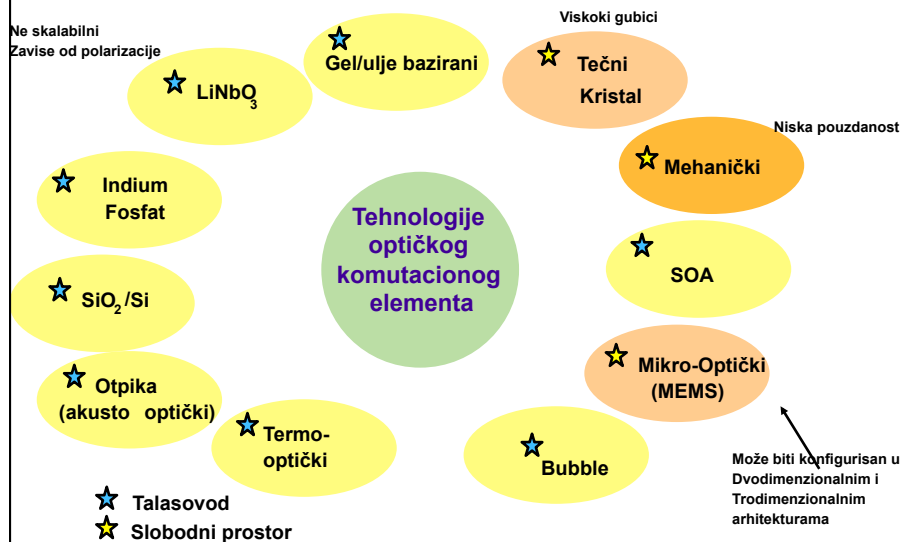 Ne skalabilni
Zavise od polarizacije
Viskoki gubici
Gel/ulje bazirani
Tečni
Kristal
LiNbO3
Niska pouzdanost
Mehanički
Indium
Fosfat
Tehnologije
optičkog
komutacionog
elementa
SOA
SiO2/Si
Mikro-Optički
(MEMS)
Otpika
(akusto optički)
Termo-
optički
Bubble
Može biti konfigurisan u
Dvodimenzionalnim i
Trodimenzionalnim
arhitekturama
Talasovod
Slobodni prostor